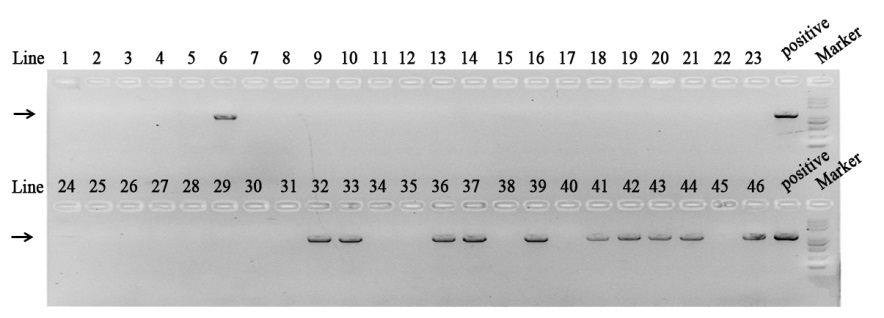 Line 1 2 3 4 5 6 7 8 9 10 11 12 13 14 15 16 17 18 19 20 21 22 23 positive Marker
Line 24 25 26 27 28 29 30 31 32 33 34 35 36 37 38 39 40 41 42 43 44 45 46 positive Marker